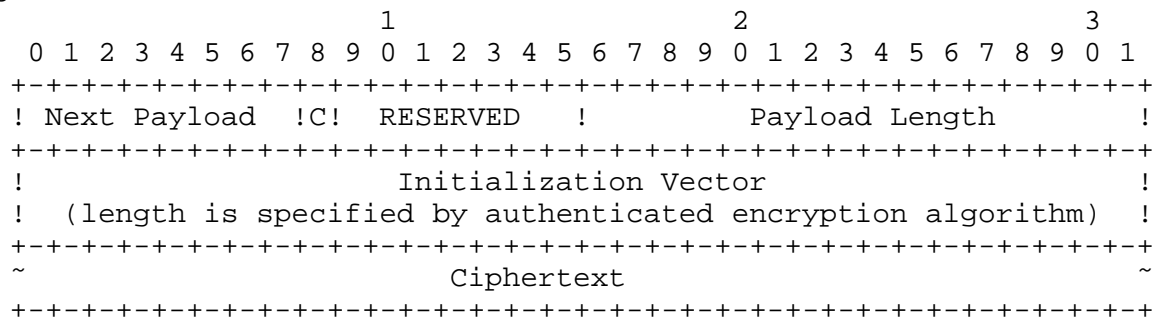 1                   2                   3
 0 1 2 3 4 5 6 7 8 9 0 1 2 3 4 5 6 7 8 9 0 1 2 3 4 5 6 7 8 9 0 1
+-+-+-+-+-+-+-+-+-+-+-+-+-+-+-+-+-+-+-+-+-+-+-+-+-+-+-+-+-+-+-+-+
! Next Payload  !C!  RESERVED   !         Payload Length        !
+-+-+-+-+-+-+-+-+-+-+-+-+-+-+-+-+-+-+-+-+-+-+-+-+-+-+-+-+-+-+-+-+
!                     Initialization Vector                     !
!  (length is specified by authenticated encryption algorithm)  !
+-+-+-+-+-+-+-+-+-+-+-+-+-+-+-+-+-+-+-+-+-+-+-+-+-+-+-+-+-+-+-+-+
~                        Ciphertext                             ~
+-+-+-+-+-+-+-+-+-+-+-+-+-+-+-+-+-+-+-+-+-+-+-+-+-+-+-+-+-+-+-+-+